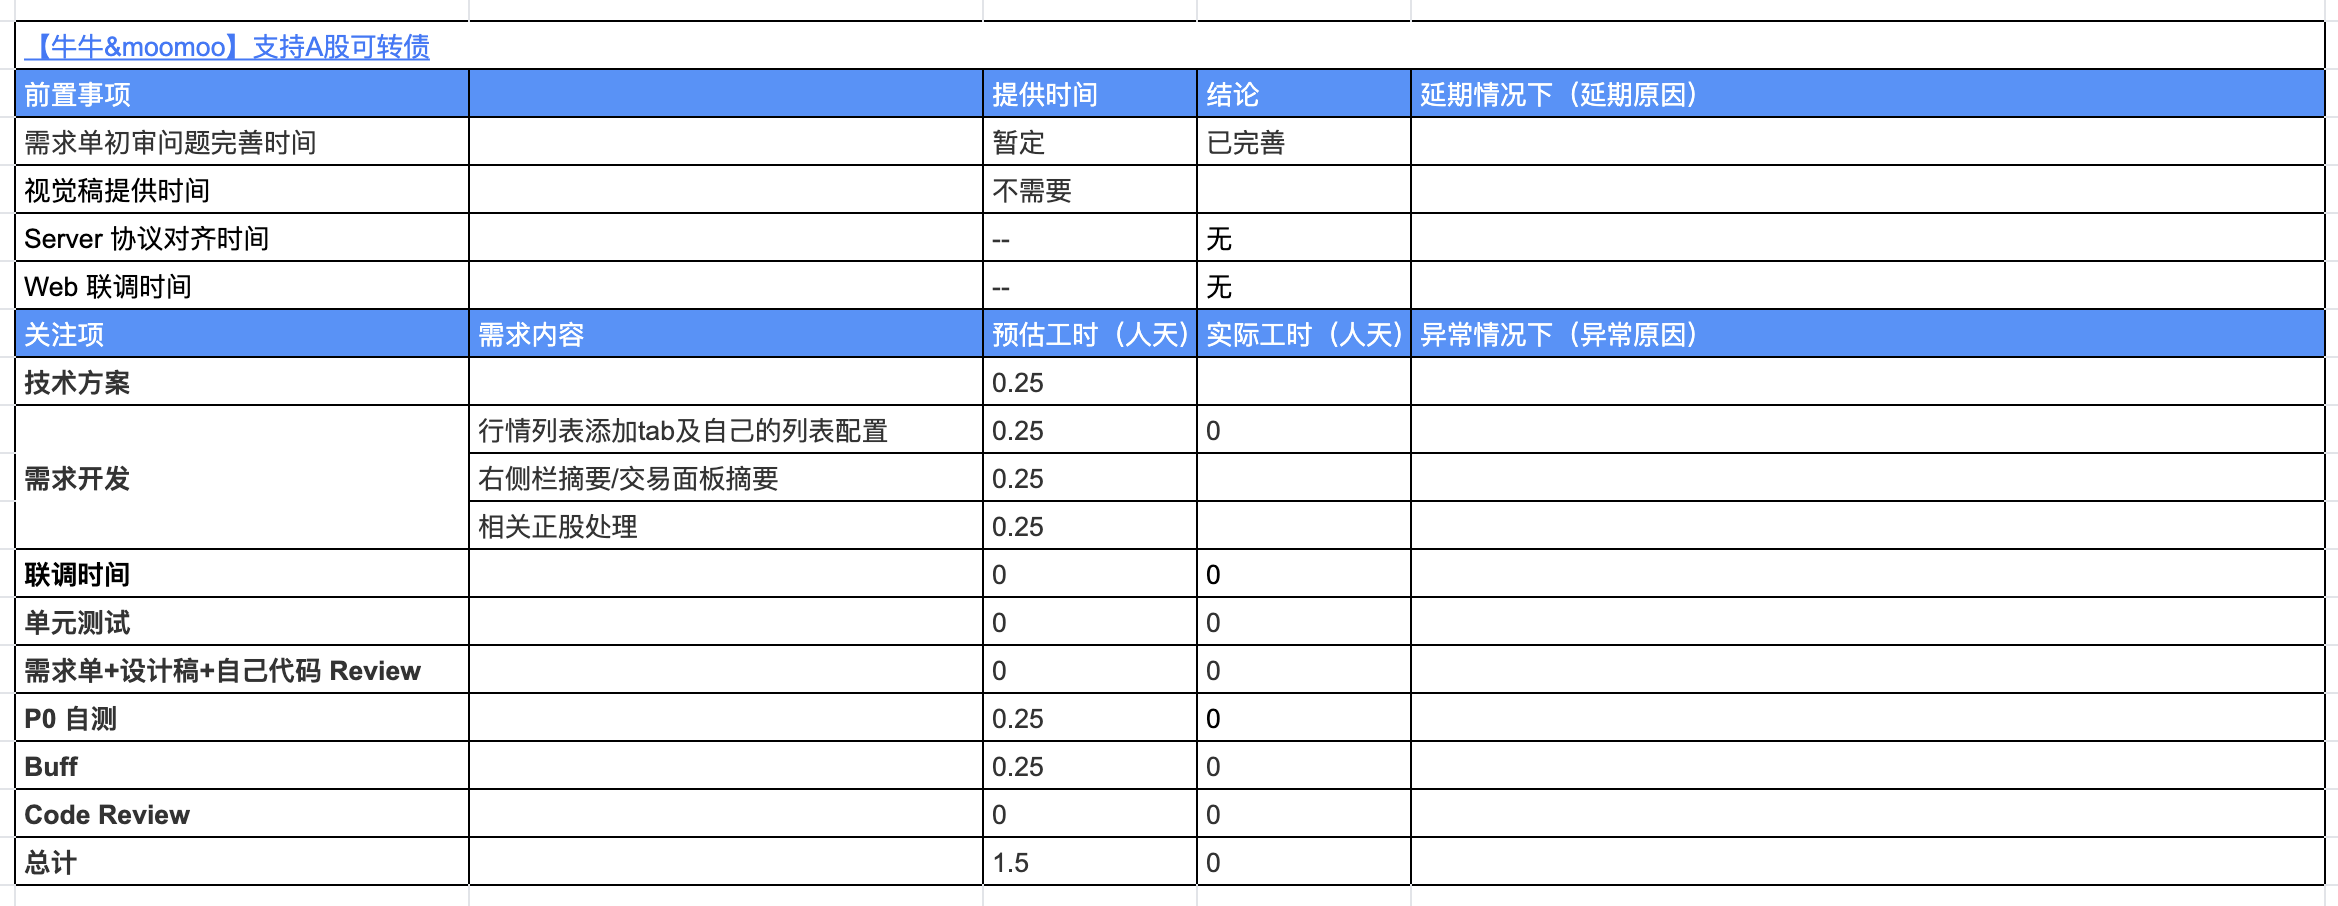 【牛牛&moomoo】支持A股可转债
前置事项 提供时间 结论 延期情况下（延期原因）
需求单初审问题完善时间 暂定 已完善
视觉稿提供时间 不需要
Server 协议对齐时间 -- 无
Web 联调时间 -- 无
关注项 需求内容 预估工时（人天） 实际工时（人天） 异常情况下（异常原因）
技术方案 0.25
需求开发 行情列表添加tab及自己的列表配置 0.25 0
右侧栏摘要/交易面板摘要 0.25
相关正股处理 0.25
联调时间 0 0
单元测试 0 0
需求单+设计稿+自己代码 Review 0 0
P0 自测 0.25 0
Buff 0.25 0
Code Review 0 0
总计 1.5 0